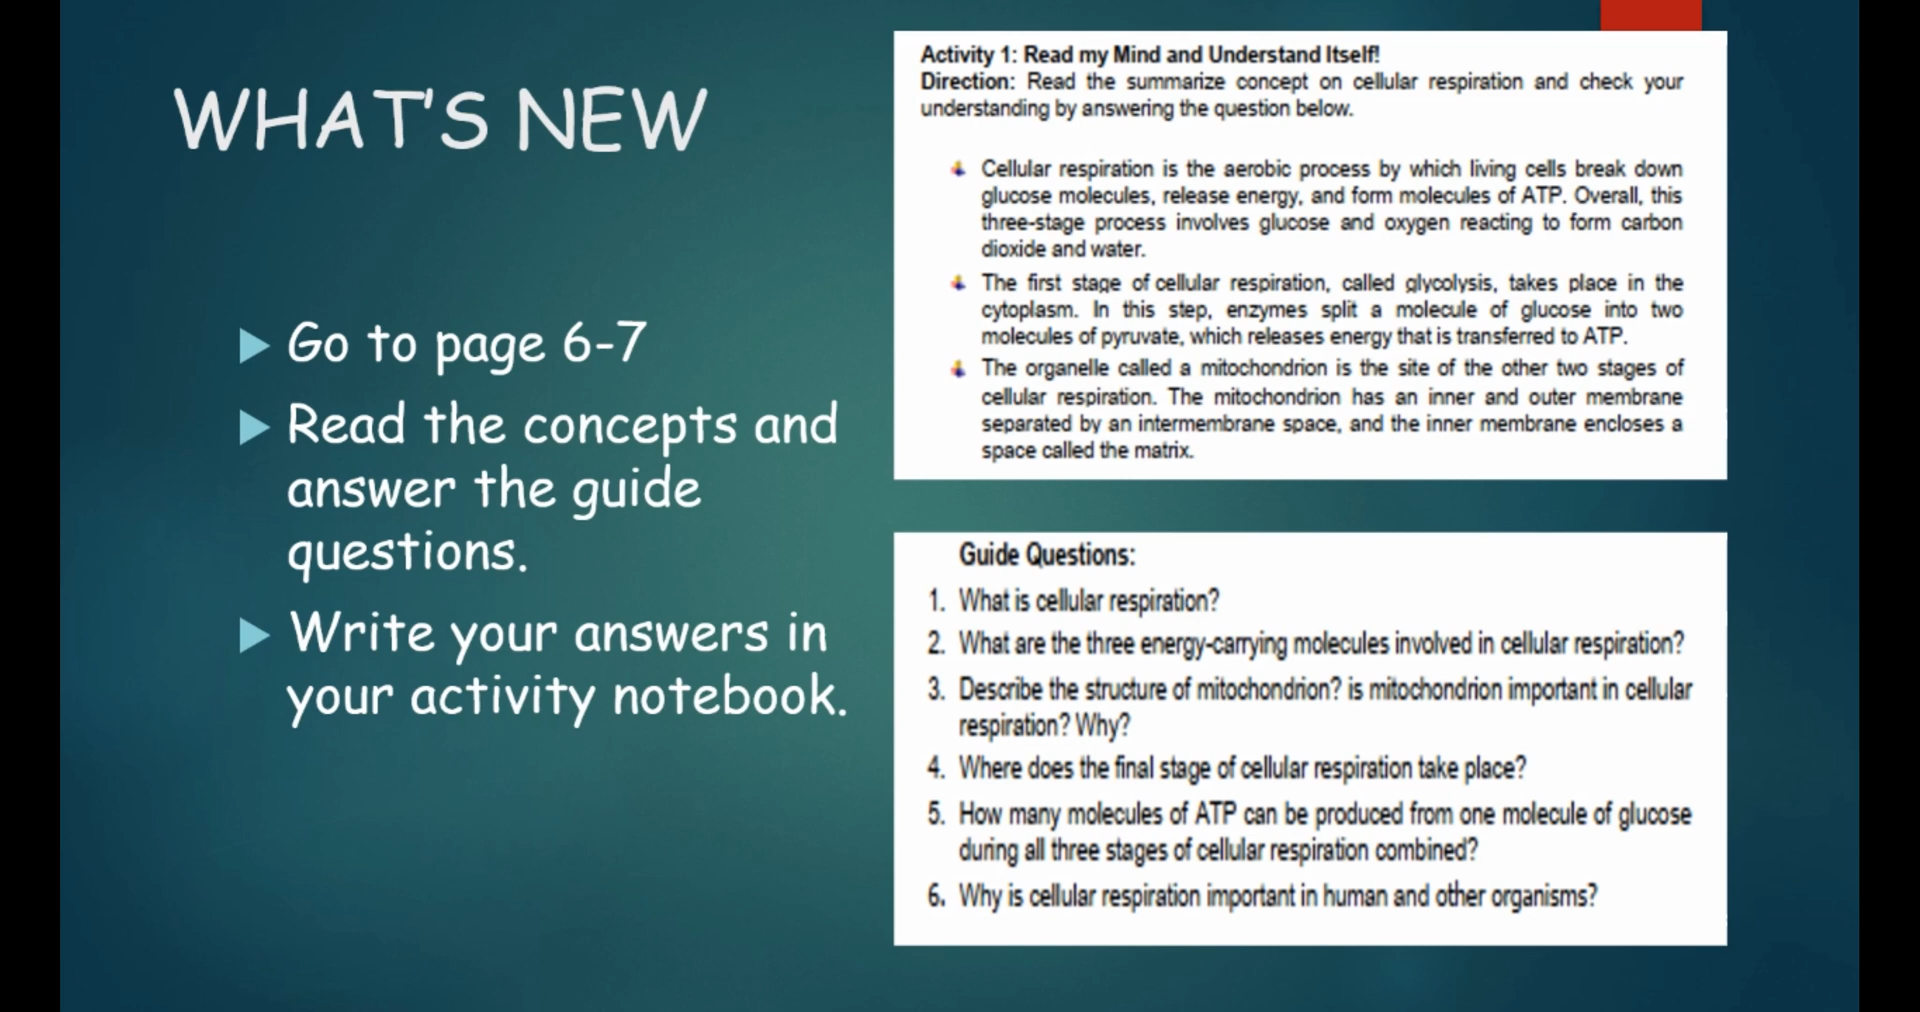 WHAT'S NEW
Go to page 6-7
Read the concepts and
answer the guide
questions.
Write your answers in
your activity notebook.
Activity 1: Read my Mind and Understand Itself!
Direction: Read the summarize concept on cellular respiration and check your
understanding by answering the question below.
Cellular respiration is the aerobic process by which living cells break down
glucose molecules, release energy, and form molecules of ATP. Overall, this
three-stage process involves glucose and oxygen reacting to form carbon
dioxide and water.
The first stage of cellular respiration, called glycolysis, takes place in the
cytoplasm. In this step, enzymes split a molecule of glucose into two
molecules of pyruvate, which releases energy that is transferred to ATP.
The organelle called a mitochondrion is the site of the other two stages of
cellular respiration. The mitochondrion has an inner and outer membrane
separated by an intermembrane space, and the inner membrane encloses a
space called the matrix.
Guide Questions:
1. What is cellular respiration?
2. What are the three energy-carrying molecules involved in cellular respiration?
3. Describe the structure of mitochondrion? is mitochondrion important in cellular
respiration? Why?
4. Where does the final stage of cellular respiration take place?
5. How many molecules of ATP can be produced from one molecule of glucose
during all three stages of cellular respiration combined?
6. Why is cellular respiration important in human and other organisms?